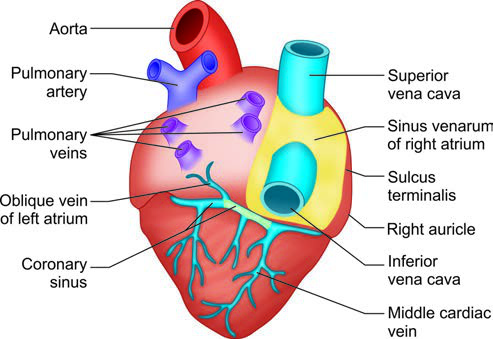 Aorta
Pulmonary
artery
Pulmonary
veins
Oblique vein
of left atrium
Coronary
sinus
Superior
vena cava
Sinus venarum
of right atrium
Sulcus
terminalis
Right auricle
Inferior
vena cava
Middle cardiac
vein